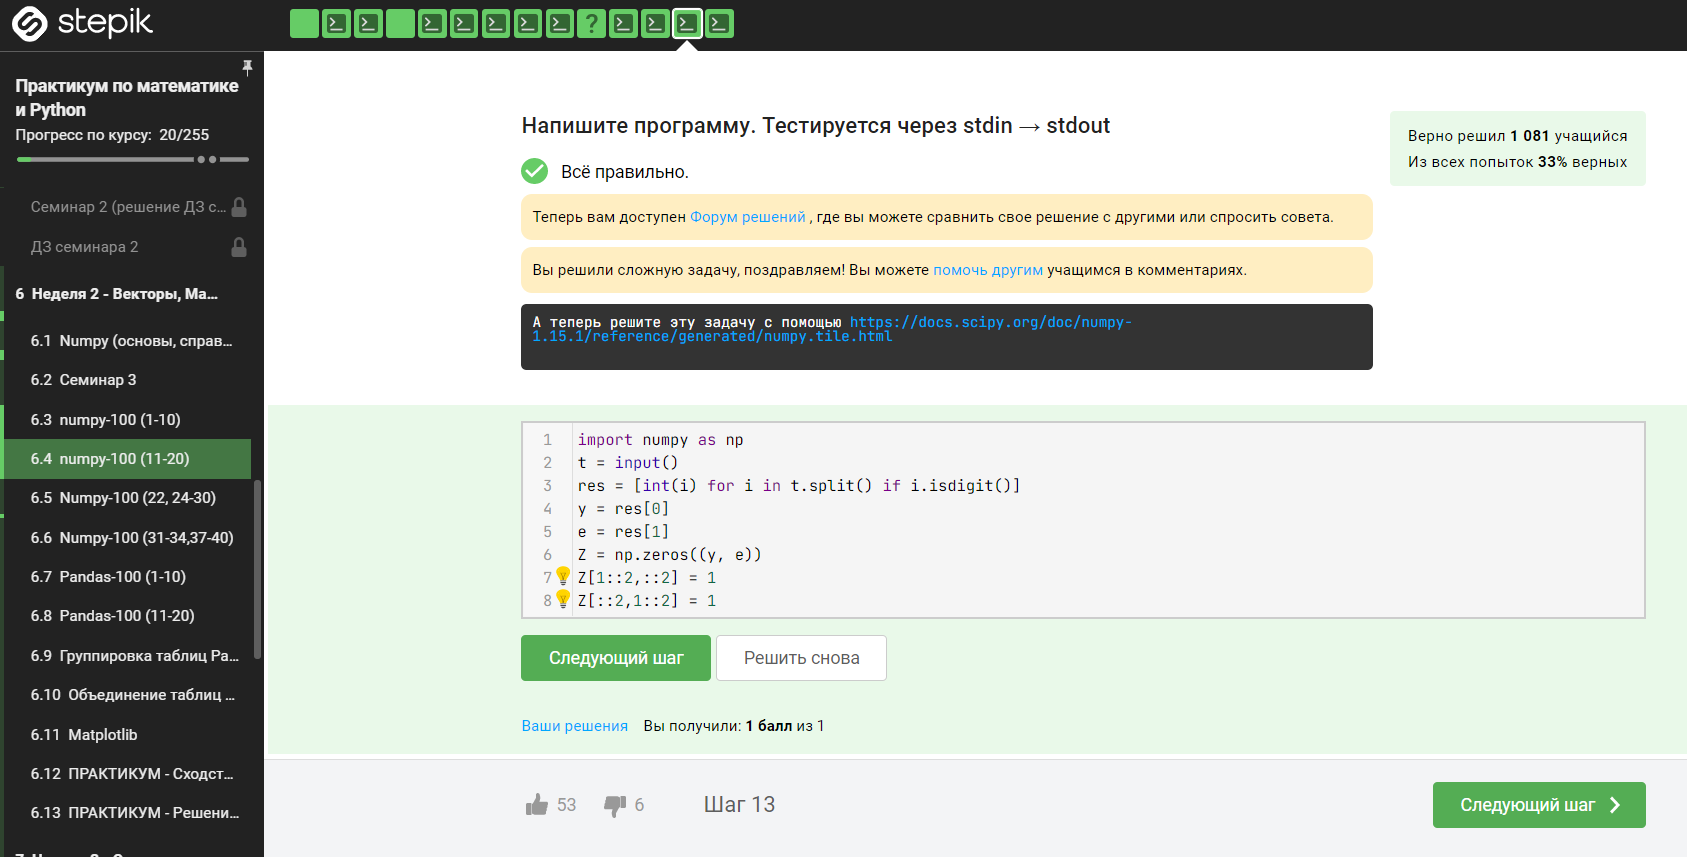 stepik
?
Практикум по математике
и Python
Прогресс по курсу: 20/255
Семинар 2 (решение ДЗ с...
ДЗ семинара 2
6 Неделя 2 - Векторы, Ма...
6.1 Numpy (основы, справ...
6.2 Семинар 3
6.3 numpy-100 (1-10)
6.4 numpy-100 (11-20)
6.5 Numpy-100 (22, 24-30)
6.6 Numpy-100 (31-34,37-40)
6.7 Pandas-100 (1-10)
6.8 Pandas-100 (11-20)
6.9 Группировка таблиц Pa...
6.10 Объединение таблиц ...
6.11 Matplotlib
6.12 ПРАКТИКУМ - Сходст...
6.13 ПРАКТИКУМ - Решени...
Напишите программу. Тестируется через stdin → stdout
Верно решил 1 081 учащийся
Из всех попыток 33% верных
Всё правильно.
Теперь вам доступен Форум решений , где вы можете сравнить свое решение с другими или спросить совета.
Вы решили сложную задачу, поздравляем! Вы можете помочь другим учащимся в комментариях.
А теперь решите эту задачу с помощью https://docs.scipy.org/doc/numpy-
1.15.1/reference/generated/numpy.tile.html
1 import numpy as np
2 t = input()
3 res = [int(i) for i in t.split() if i.isdigit()]
4 y = res[0]
5 e = res[1]
6 Z = np.zeros((y, e))
7 Z[1::2,::2] = 1
8 Z[::2,1::2] = 1
Следующий шаг
Решить снова
Ваши решения Вы получили: 1 балл из 1
53 6 Шаг 13
Следующий шаг